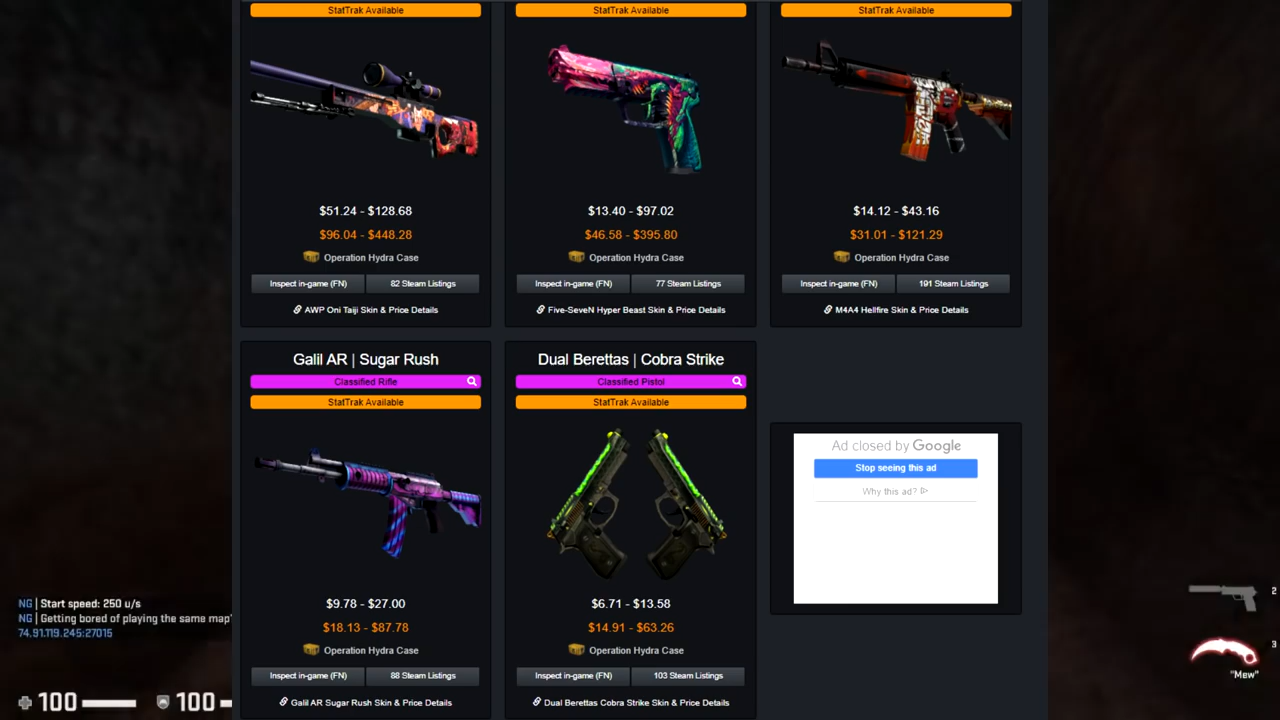 StatTrak Available
StatTrak Available
StatTrak Available
$51.24 - $128.68
$13.40 - $97.02
$14.12 - $43.16
$96.04 - $448.28
$46.58 - $395.80
$31.01 - $121.29
Operation Hydra Case
Operation Hydra Case
Operation Hydra Case
Inspect in-game (FN)
82 Steam Listings
Inspect in-game (FN)
77 Steam Listings
Inspect in-game (FN)
191 Steam Listings
AWP Oni Taiji Skin & Price Details
Five-SeveN Hyper Beast Skin & Price Details
M4A4 Hellfire Skin & Price Details
Galil AR | Sugar Rush
Dual Berettas | Cobra Strike
Classified Rifle
Classified Pistol
StatTrak Available
StatTrak Available
Ad closed by Google
Stop seeing this ad
Why this ad?
$9.78 - $27.00
$6.71 - $13.58
$18.13 - $87.78
$14.91 - $63.26
Operation Hydra Case
Operation Hydra Case
Inspect in-game (FN)
88 Steam Listings
Inspect in-game (FN)
103 Steam Listings
Galil AR Sugar Rush Skin & Price Details
Dual Berettas Cobra Strike Skin & Price Details
NG | Start speed: 250 u/s
NG | Getting bored of playing the same map?
74.91.119.245:27015
100
100
2
3
"Mew"